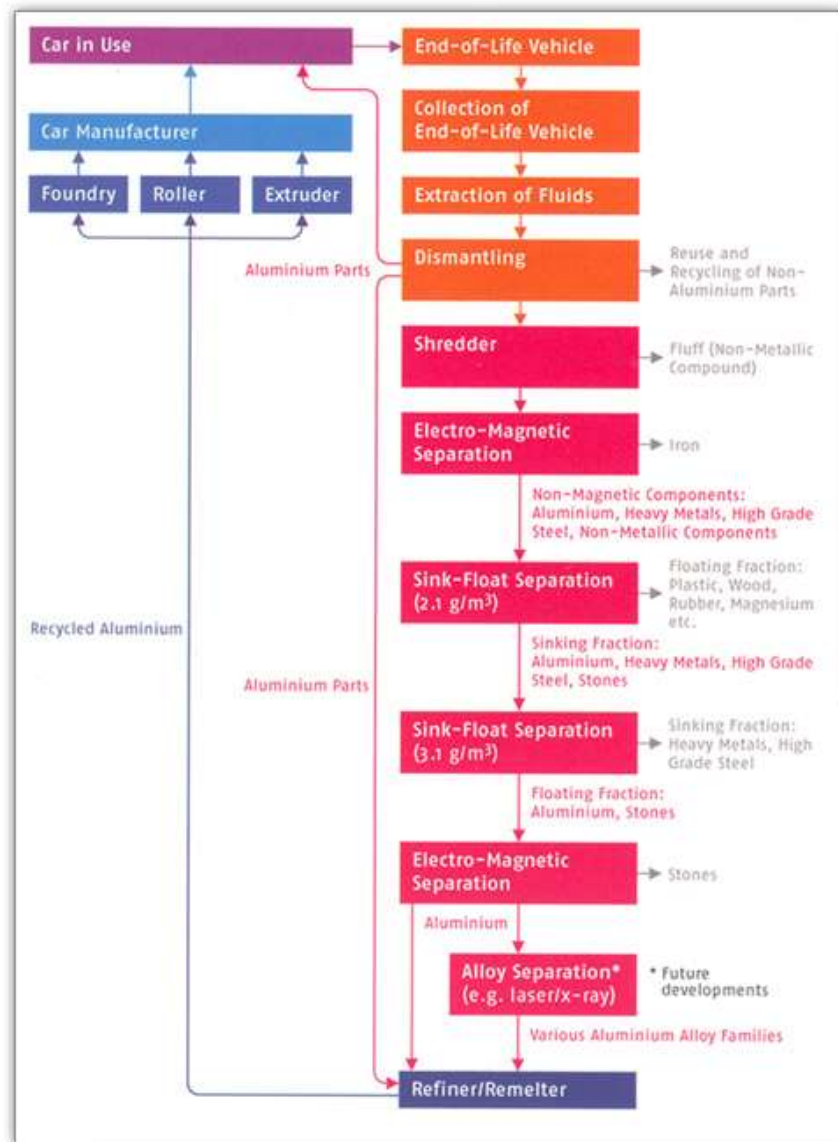 Car in Use
End-of-Life Vehicle
Collection of
End-of-Life Vehicle
Car Manufacturer
Foundry
Roller
Extruder
Extraction of Fluids
Aluminium Parts
Dismantling
Reuse and
Recycling of Non-
Aluminium Parts
Shredder
Fluff (Non-Metallic
Compound)
Electro-Magnetic
Separation
Iron
Non-Magnetic Components:
Aluminium, Heavy Metals, High Grade
Steel, Non-Metallic Components
Sink-Float Separation
(2.1 g/m³)
Floating Fraction:
Plastic, Wood,
Rubber, Magnesium
etc.
Recycled Aluminium
Sinking Fraction:
Aluminium, Heavy Metals, High Grade
Steel, Stones
Aluminium Parts
Sink-Float Separation
(3.1 g/m³)
Sinking Fraction:
Heavy Metals, High
Grade Steel
Floating Fraction:
Aluminium, Stones
Electro-Magnetic
Separation
Stones
Aluminium
Alloy Separation*
(e.g. laser/x-ray)
* Future
developments
Various Aluminium Alloy Families
Refiner/Remelter